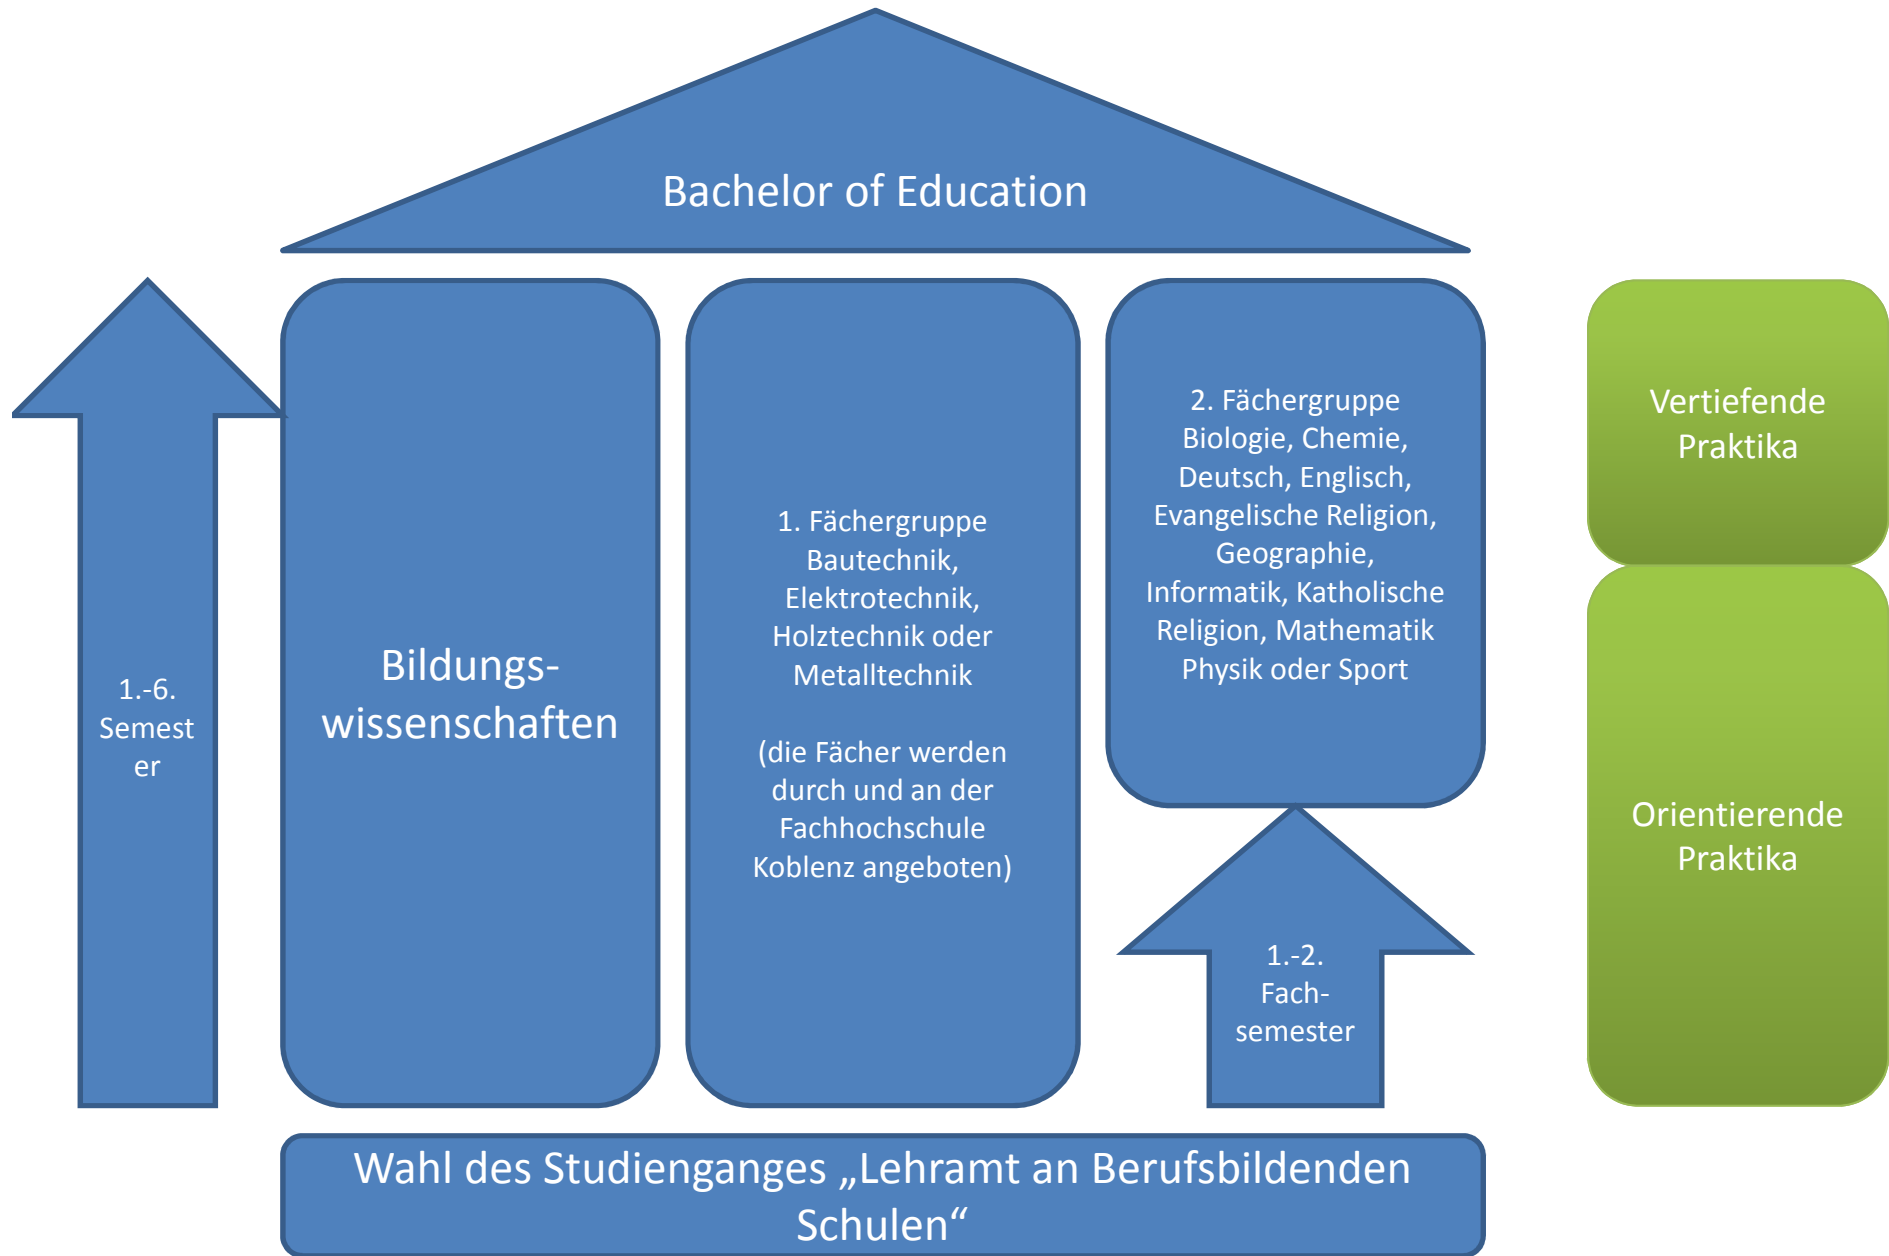 Bachelor of Education
1.-6.
Semest
er
Bildungs-
wissenschaften
1. Fächergruppe
Bautechnik,
Elektrotechnik,
Holztechnik oder
Metalltechnik
(die Fächer werden
durch und an der
Fachhochschule
Koblenz angeboten)
2. Fächergruppe
Biologie, Chemie,
Deutsch, Englisch,
Evangelische Religion,
Geographie,
Informatik, Katholische
Religion, Mathematik
Physik oder Sport
1.-2.
Fach-
semester
Vertiefende
Praktika
Orientierende
Praktika
Wahl des Studienganges „Lehramt an Berufsbildenden
Schulen“